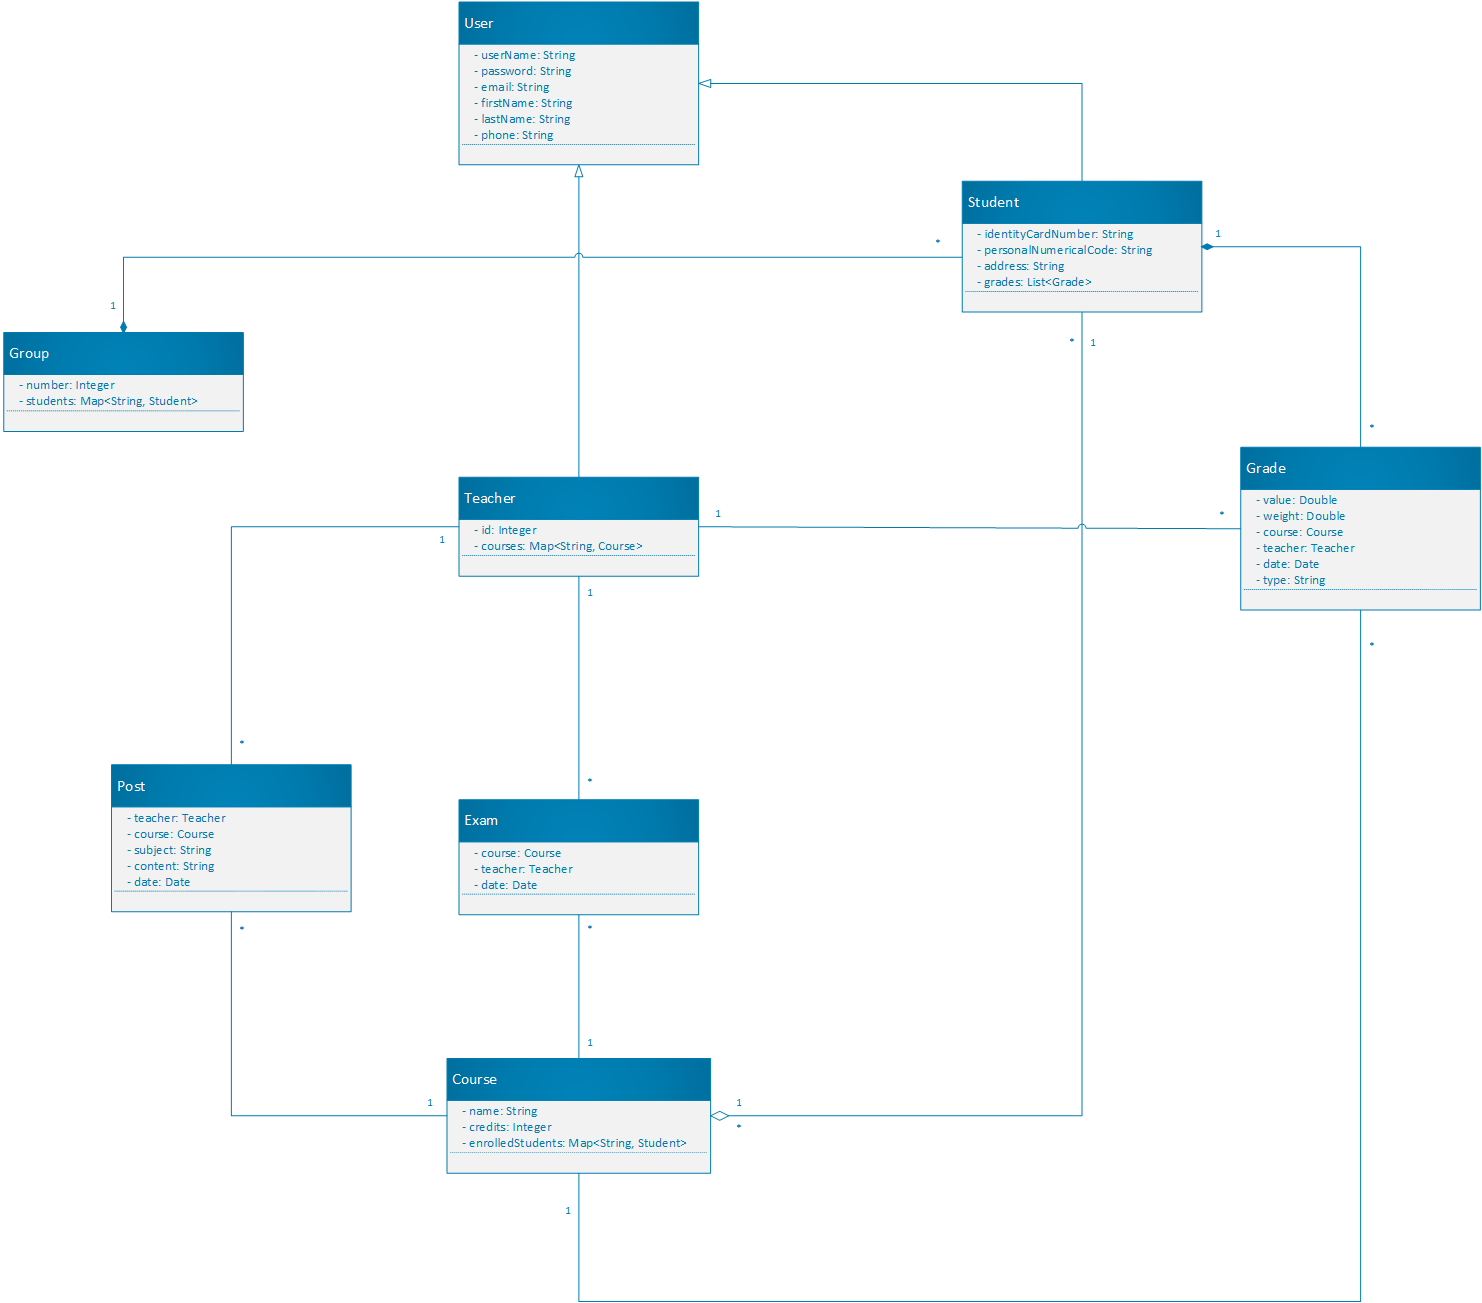 User
- userName: String
- password: String
- email: String
- firstName: String
- lastName: String
- phone: String
Student
- identityCardNumber: String
- personalNumericalCode: String
- address: String
- grades: List<Grade>
1
*
1
Group
- number: Integer
- students: Map<String, Student>
*
1
*
Grade
- value: Double
- weight: Double
- course: Course
- teacher: Teacher
- date: Date
- type: String
Teacher
- id: Integer
- courses: Map<String, Course>
1
*
1
1
*
*
*
Post
- teacher: Teacher
- course: Course
- subject: String
- content: String
- date: Date
Exam
- course: Course
- teacher: Teacher
- date: Date
*
*
1
Course
- name: String
- credits: Integer
- enrolledStudents: Map<String, Student>
1
1
*
1